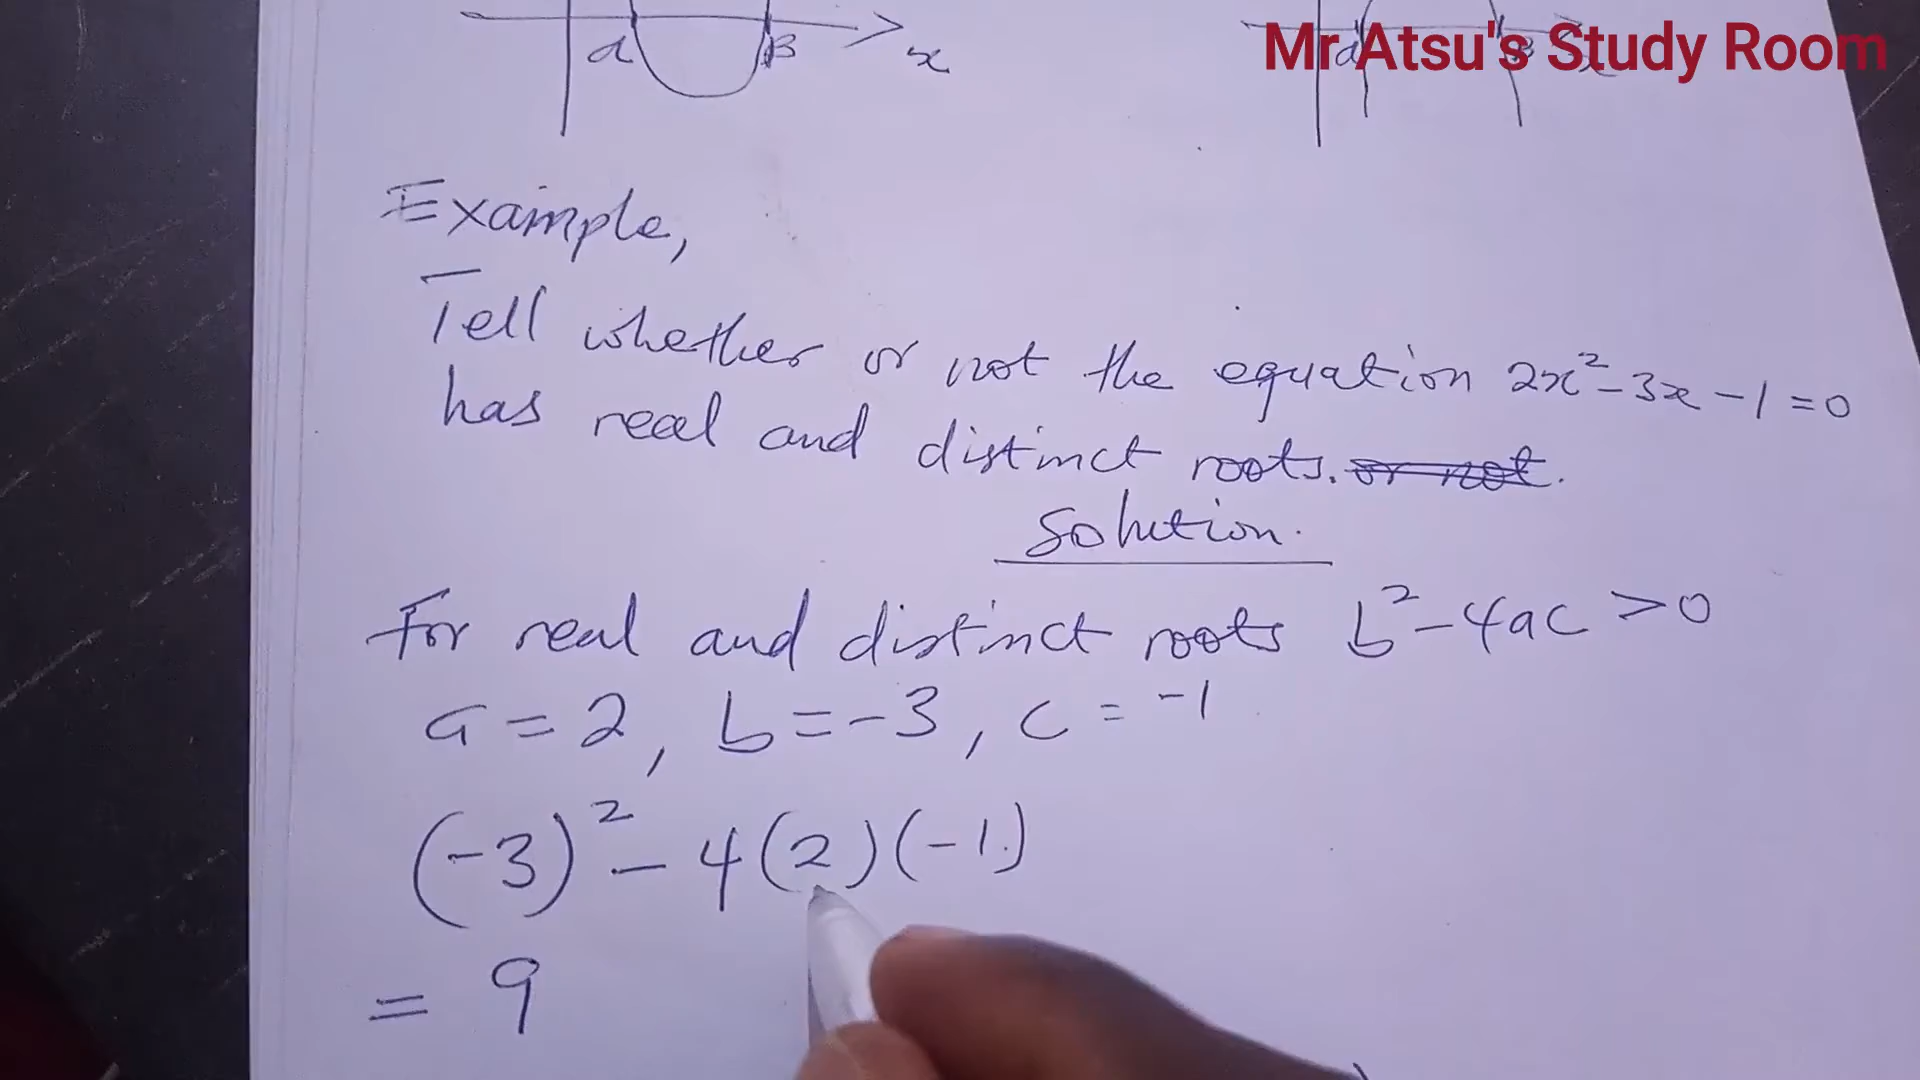 Mr Atsu's Study Room
α β x
α β x
Example,
Tell whether or not the equation 2x² - 3x - 1 = 0
has real and distinct roots. or not.
Solution.
For real and distinct roots b² - 4ac > 0
a = 2, b = -3, c = -1
(-3)² - 4(2)(-1)
= 9